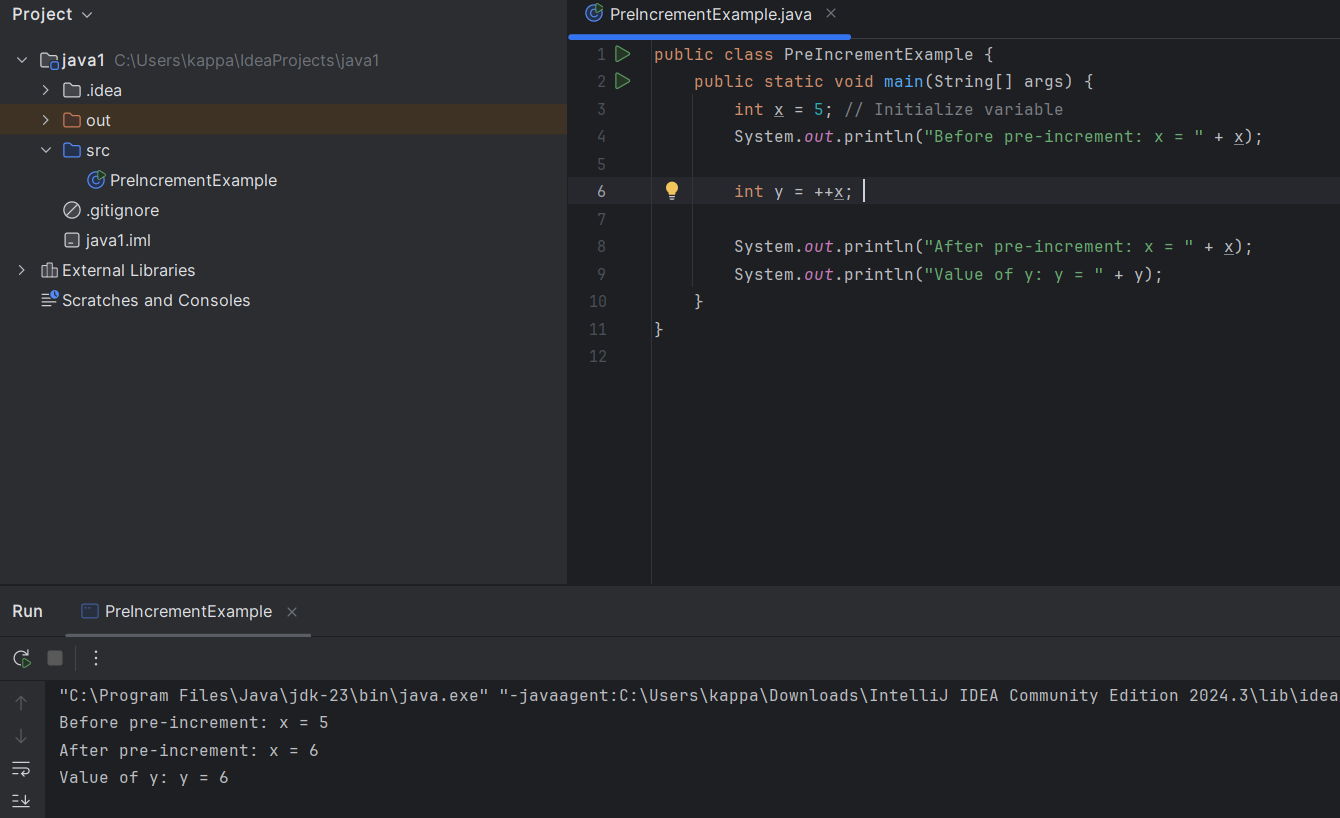 Project
java1 C:\Users\kappa\IdeaProjects\java1
.idea
out
src
PreIncrementExample
.gitignore
java1.iml
External Libraries
Scratches and Consoles
PreIncrementExample.java
1 public class PreIncrementExample {
2 public static void main(String[] args) {
3 int x = 5; // Initialize variable
4 System.out.println("Before pre-increment: x = " + x);
5
6 int y = ++x;
7
8 System.out.println("After pre-increment: x = " + x);
9 System.out.println("Value of y: y = " + y);
10 }
11 }
12
Run PreIncrementExample
"C:\Program Files\Java\jdk-23\bin\java.exe" "-javaagent:C:\Users\kappa\Downloads\IntelliJ IDEA Community Edition 2024.3\lib\idea
Before pre-increment: x = 5
After pre-increment: x = 6
Value of y: y = 6